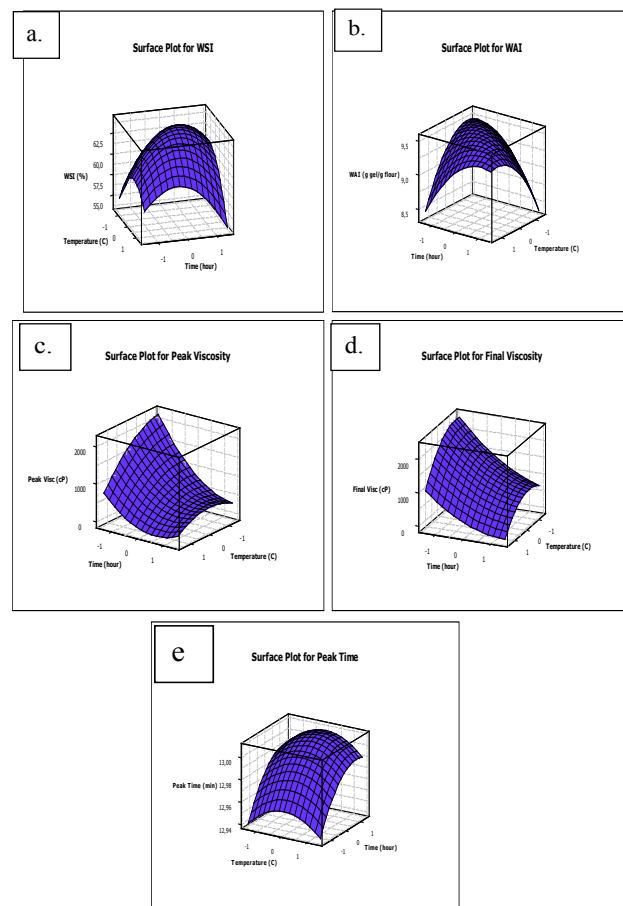 a.
Surface Plot for WSI
62,5
60,0
WSI (%)
57,5
55,0
-1
0
Temperature (C)
1
-1
0
1
Time (hour)
b.
Surface Plot for WAI
9,5
WAI (g gel/g flour)
9,0
8,5
-1
0
Time (hour)
1
-1
0
1
Temperature (C)
c.
Surface Plot for Peak Viscosity
2000
Peak Visc (cP)
1000
0
-1
0
Time (hour)
1
-1
0
1
Temperature (C)
d.
Surface Plot for Final Viscosity
2000
Final Visc (cP)
1000
0
-1
0
Time (hour)
1
-1
0
1
Temperature (C)
e
Surface Plot for Peak Time
13,00
Peak Time (min)
12,98
12,96
12,94
-1
0
Temperature (C)
1
1
0
-1
Time (hour)